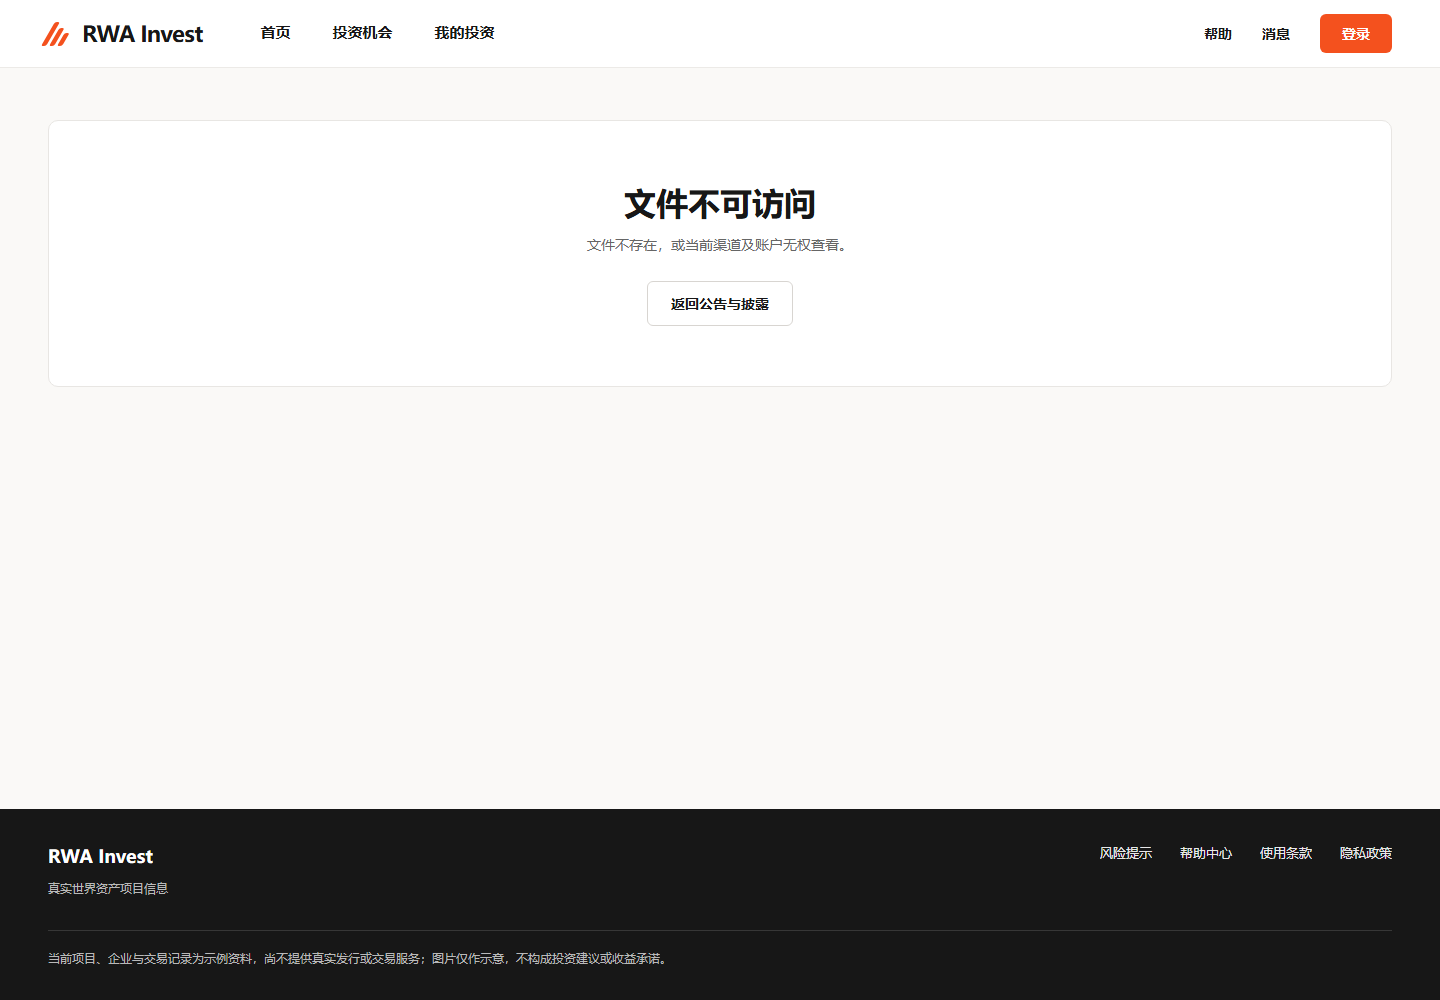 RWA Invest
首页
投资机会
我的投资
帮助
消息
登录
文件不可访问
文件不存在，或当前渠道及账户无权查看。
返回公告与披露
RWA Invest
真实世界资产项目信息
风险提示
帮助中心
使用条款
隐私政策
当前项目、企业与交易记录为示例资料，尚不提供真实发行或交易服务；图片仅作示意，不构成投资建议或收益承诺。